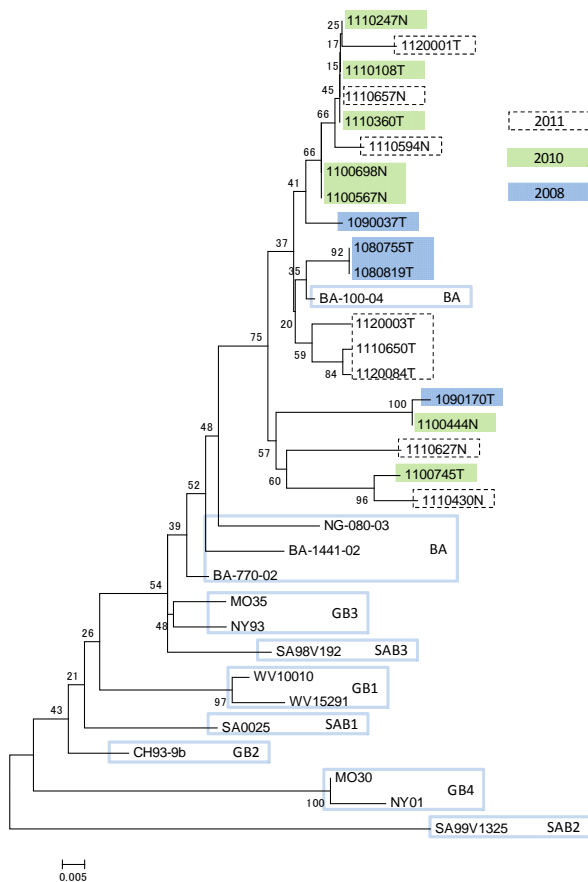 25
1110247N
17
1120001T
15
1110108T
45
1110657N
2011
66
1110360T
1110594N
2010
66
1100698N
1100567N
2008
41
1090037T
37
92
1080755T
35
1080819T
BA-100-04 BA
20
1120003T
59
1110650T
84
1120084T
75
100
1090170T
1100444N
57
1110627N
60
1100745T
96
1110430N
48
NG-080-03
52
BA-1441-02 BA
39
BA-770-02
54
MO35
GB3
48
NY93
26
SA98V192 SAB3
WV10010
GB1
97
WV15291
21
SA0025 SAB1
43
CH93-9b GB2
MO30
GB4
100
NY01
SA99V1325 SAB2
0.005